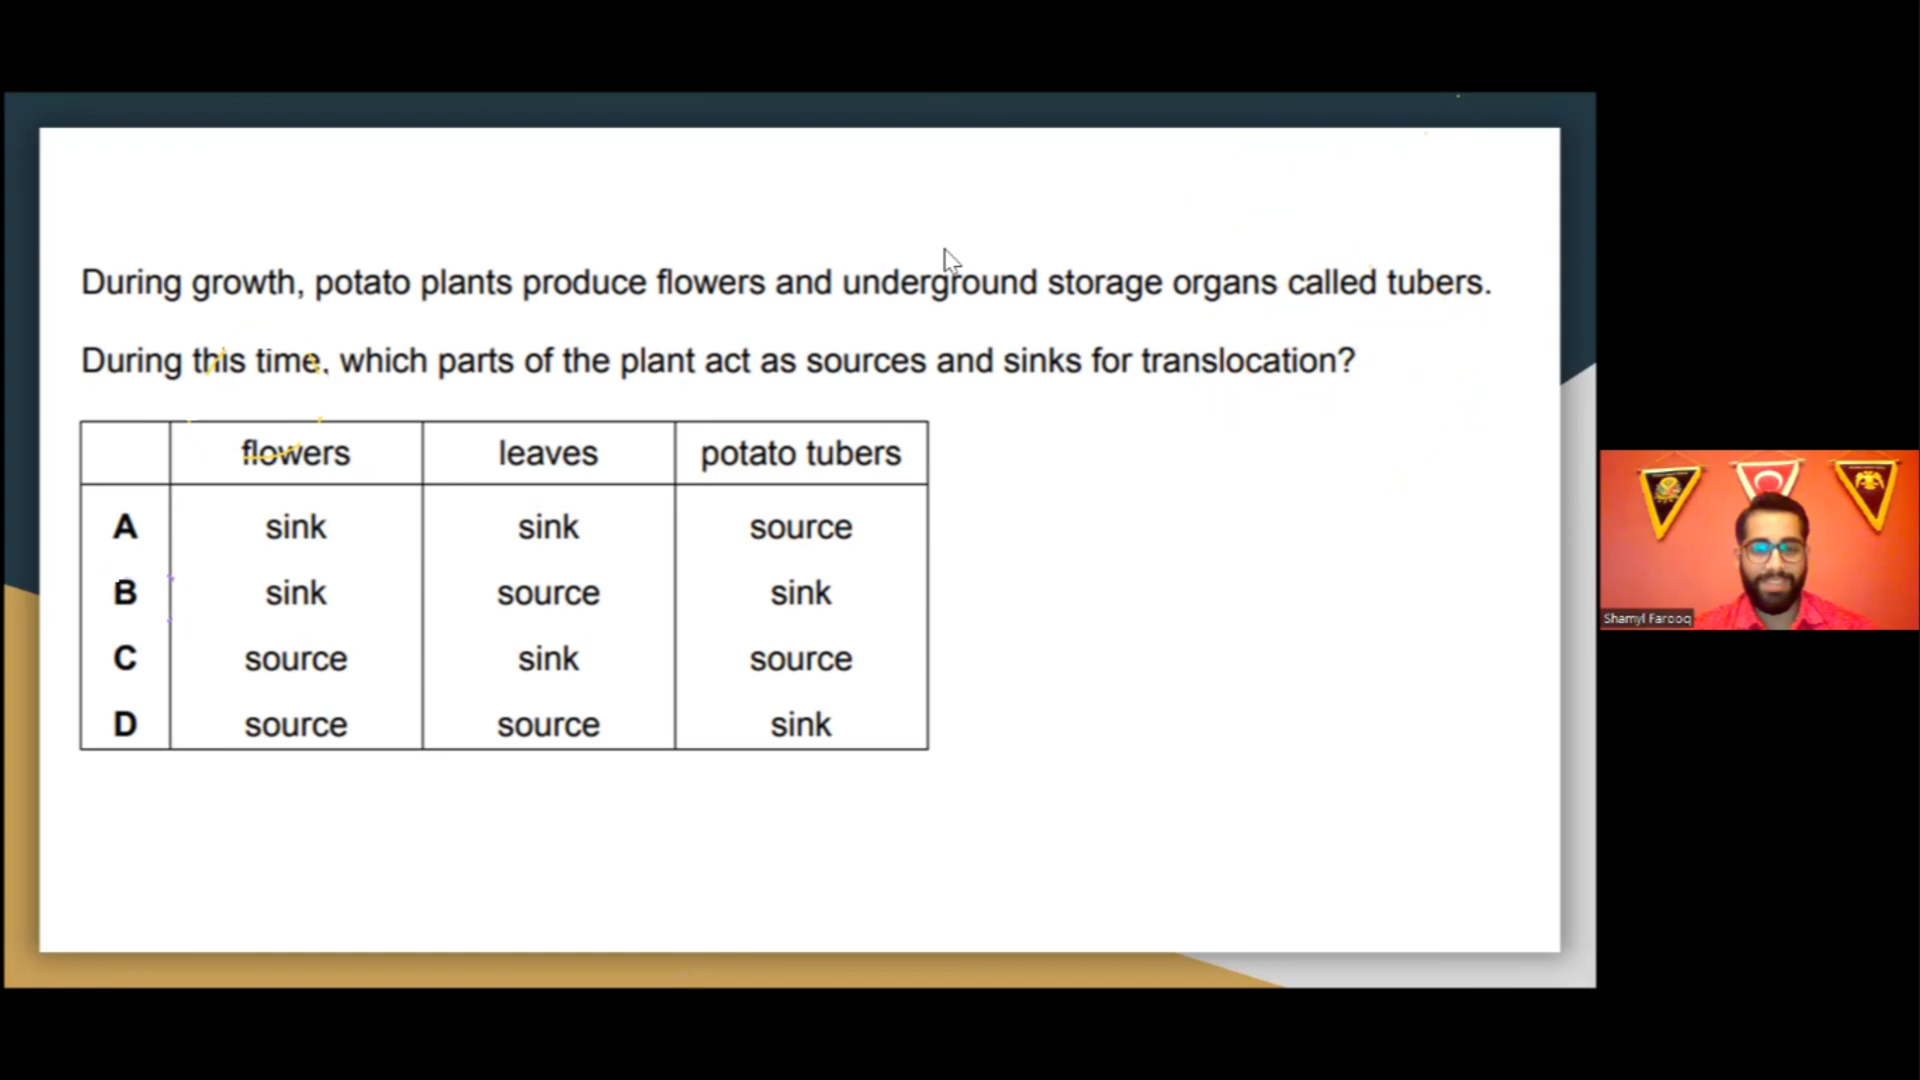 During growth, potato plants produce flowers and underground storage organs called tubers.
During this time, which parts of the plant act as sources and sinks for translocation?
flowers leaves potato tubers
A sink sink source
B sink source sink
C source sink source
D source source sink
Shamyl Farooq